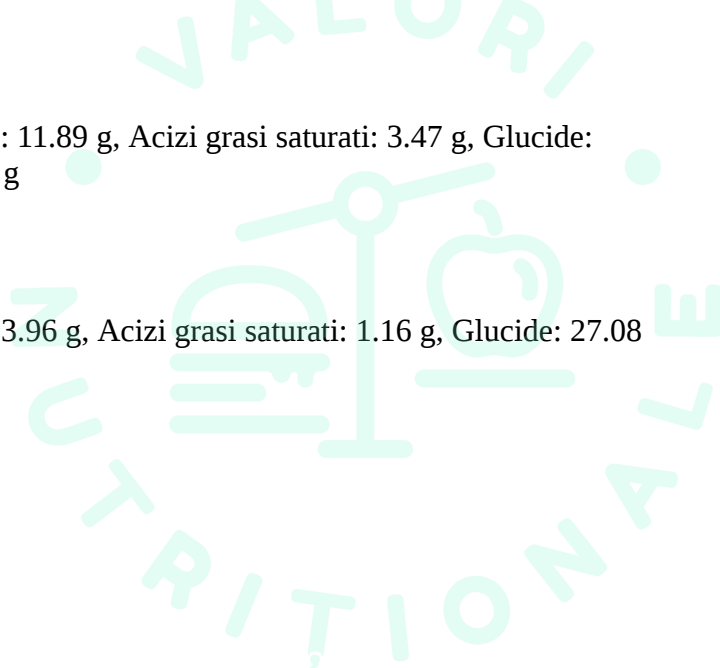 VALORI
: 11.89 g, Acizi grasi saturati: 3.47 g, Glucide:
g
3.96 g, Acizi grasi saturati: 1.16 g, Glucide: 27.08
NUTRITIONALE